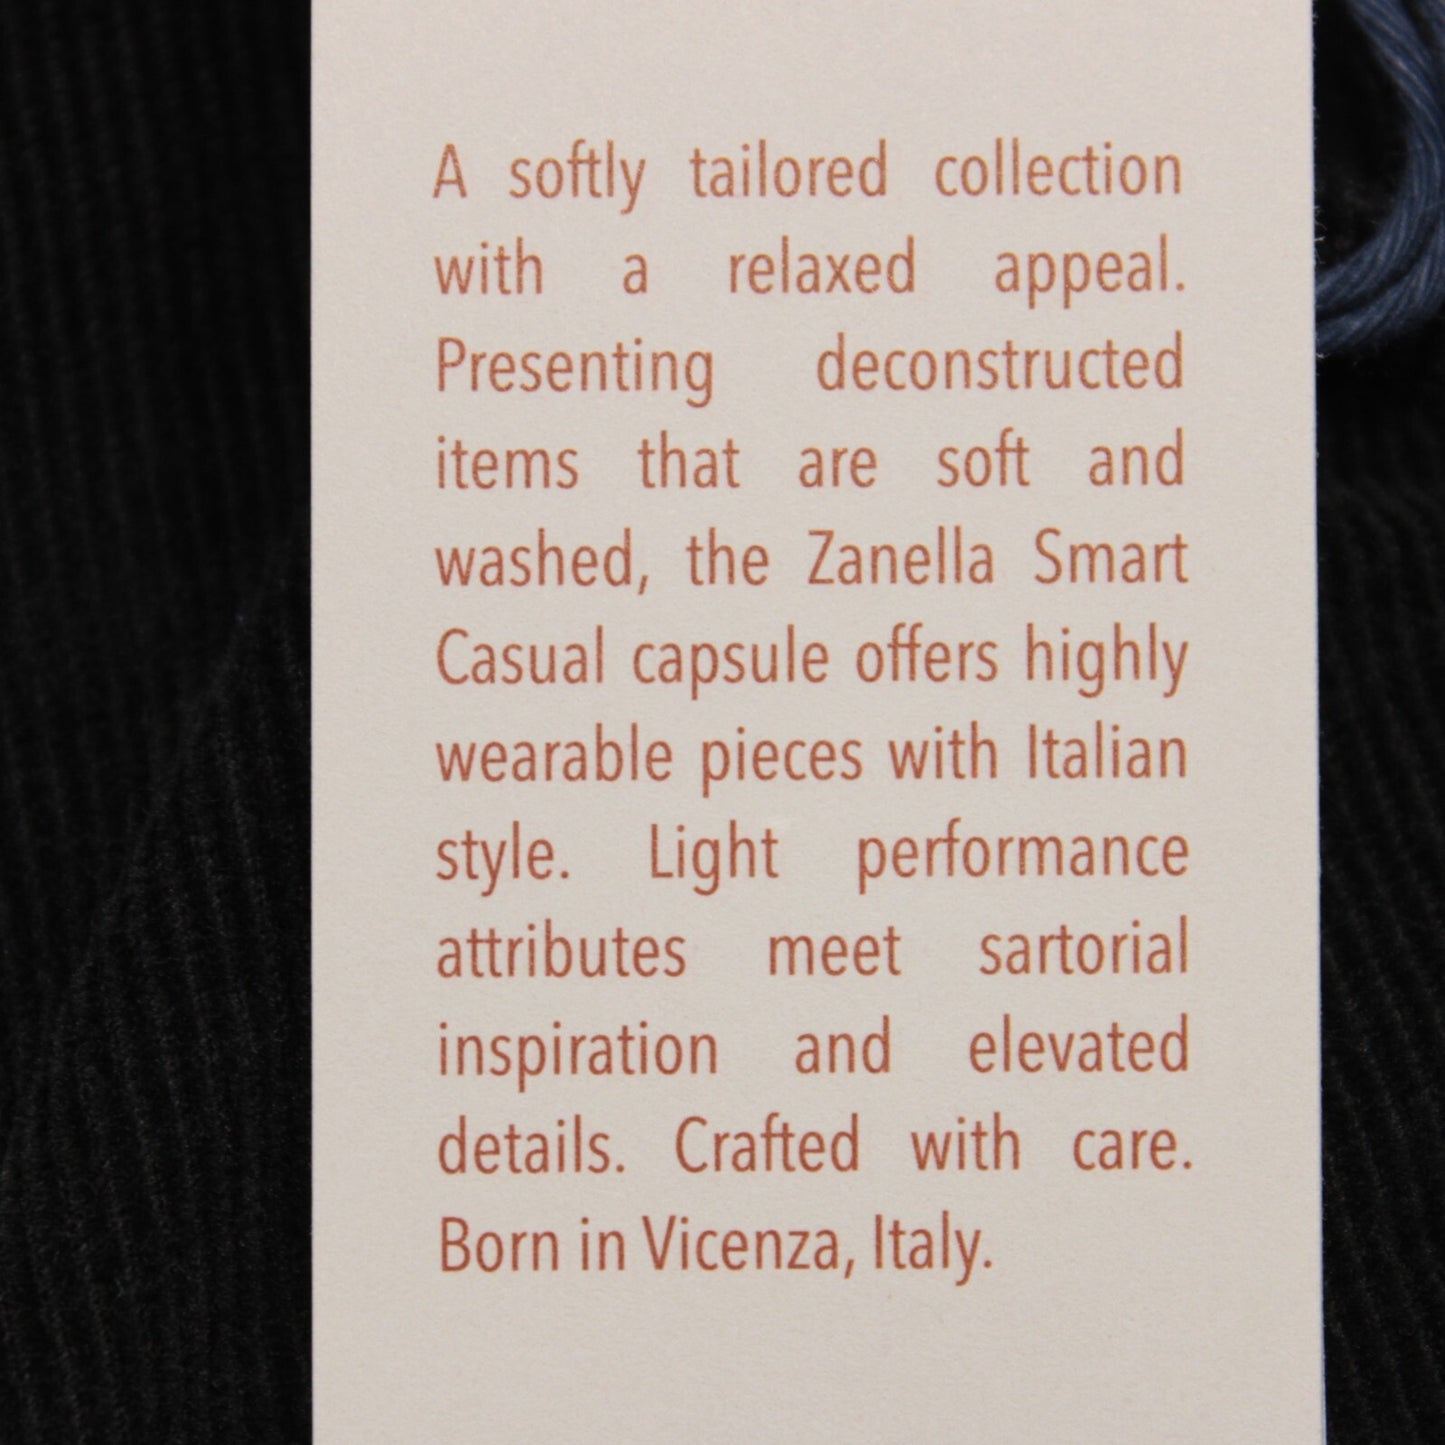 A softly tailored collection
with a relaxed appeal.
Presenting deconstructed
items that are soft and
washed, the Zanella Smart
Casual capsule offers highly
wearable pieces with Italian
style. Light performance
attributes meet sartorial
inspiration and elevated
details. Crafted with care.
Born in Vicenza, Italy.